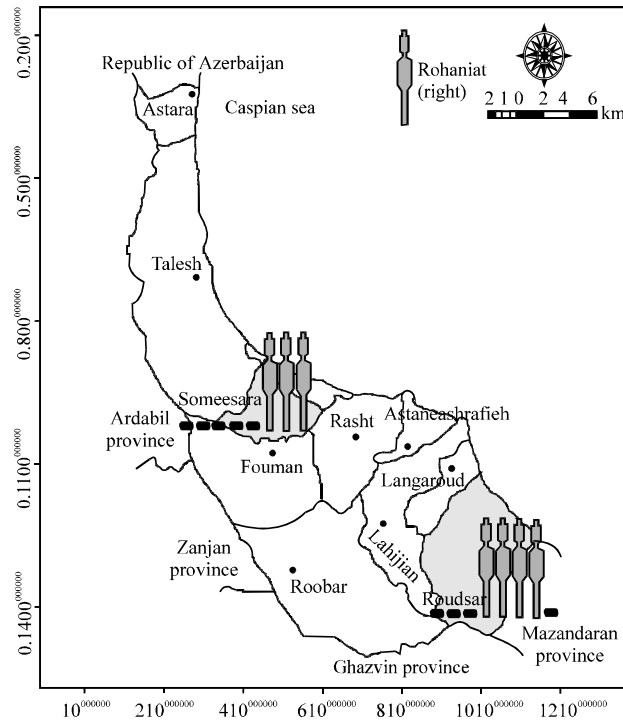 0.200000000
0.500000000
0.800000000
0.1100000000
0.1400000000
Republic of Azerbaijan
Rohaniat
(right)
2 1 0 2 4 6
km
Astara
Caspian sea
Talesh
Someesara
Ardabil
province
Rasht
Astaneashrafieh
Fouman
Langaroud
Zanjan
province
Lahijian
Roobar
Roudsar
Mazandaran
province
Ghazvin province
10000000
210000000
410000000
610000000
810000000
1010000000
1210000000